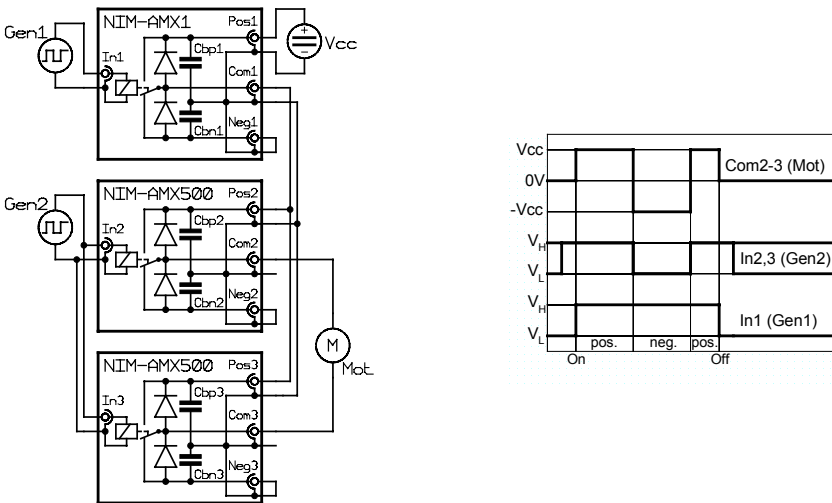 NIM-AMX1
Pos1
Gen1
In1
Cbp1
Vcc
Com1
Cbn1
Neg1
NIM-AMX500
Pos2
Gen2
In2
Cbp2
Com2
Cbn2
Neg2
M
Mot
NIM-AMX500
Pos3
In3
Cbp3
Com3
Cbn3
Neg3
Vcc
0V
-Vcc
Com2-3 (Mot)
VH
VL
In2,3 (Gen2)
VH
VL
In1 (Gen1)
pos. neg. pos.
On Off